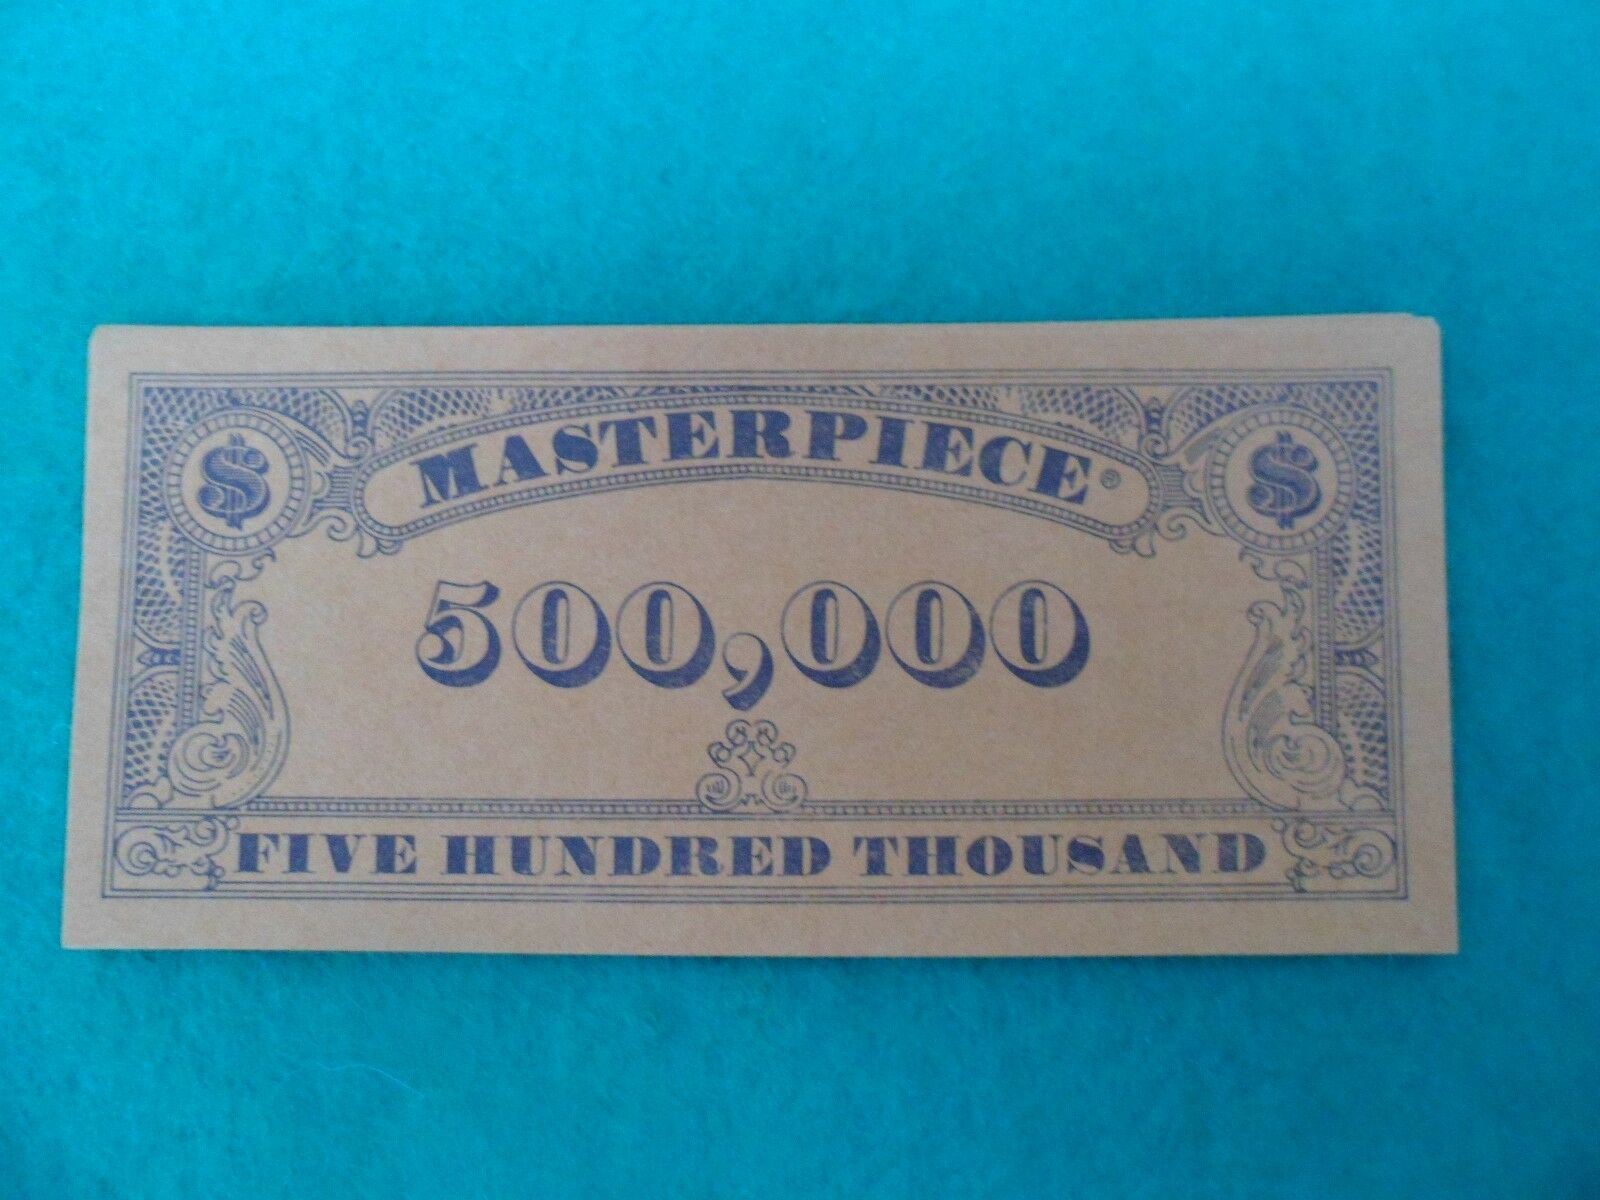 $ MASTERPIECE® $
500,000
FIVE HUNDRED THOUSAND